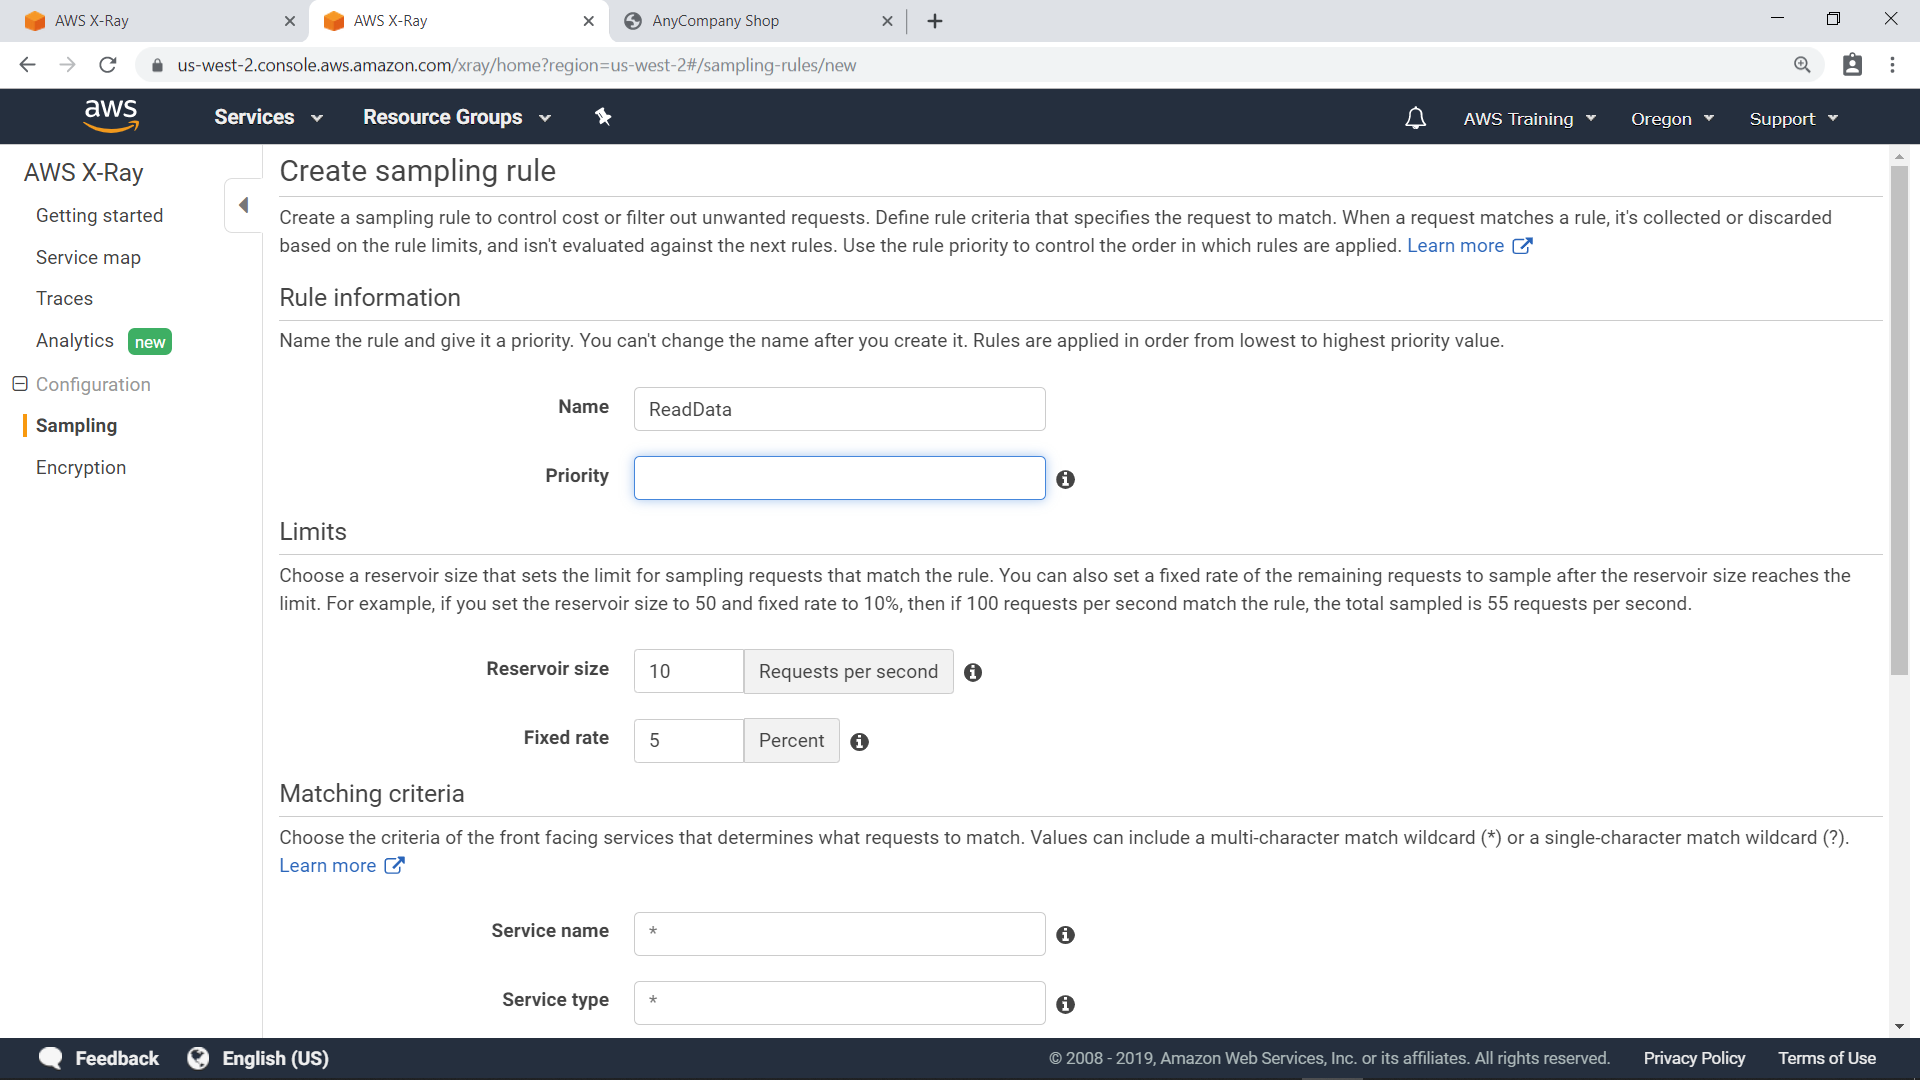 AWS X-Ray
AWS X-Ray
AnyCompany Shop
us-west-2.console.aws.amazon.com/xray/home?region=us-west-2#/sampling-rules/new
aws
Services
Resource Groups
AWS Training
Oregon
Support
AWS X-Ray
Getting started
Service map
Traces
Analytics new
Configuration
Sampling
Encryption
Create sampling rule
Create a sampling rule to control cost or filter out unwanted requests. Define rule criteria that specifies the request to match. When a request matches a rule, it's collected or discarded
based on the rule limits, and isn't evaluated against the next rules. Use the rule priority to control the order in which rules are applied. Learn more
Rule information
Name the rule and give it a priority. You can't change the name after you create it. Rules are applied in order from lowest to highest priority value.
Name ReadData
Priority
Limits
Choose a reservoir size that sets the limit for sampling requests that match the rule. You can also set a fixed rate of the remaining requests to sample after the reservoir size reaches the
limit. For example, if you set the reservoir size to 50 and fixed rate to 10%, then if 100 requests per second match the rule, the total sampled is 55 requests per second.
Reservoir size 10 Requests per second
Fixed rate 5 Percent
Matching criteria
Choose the criteria of the front facing services that determines what requests to match. Values can include a multi-character match wildcard (*) or a single-character match wildcard (?).
Learn more
Service name *
Service type *
Feedback
English (US)
© 2008 - 2019, Amazon Web Services, Inc. or its affiliates. All rights reserved.
Privacy Policy
Terms of Use